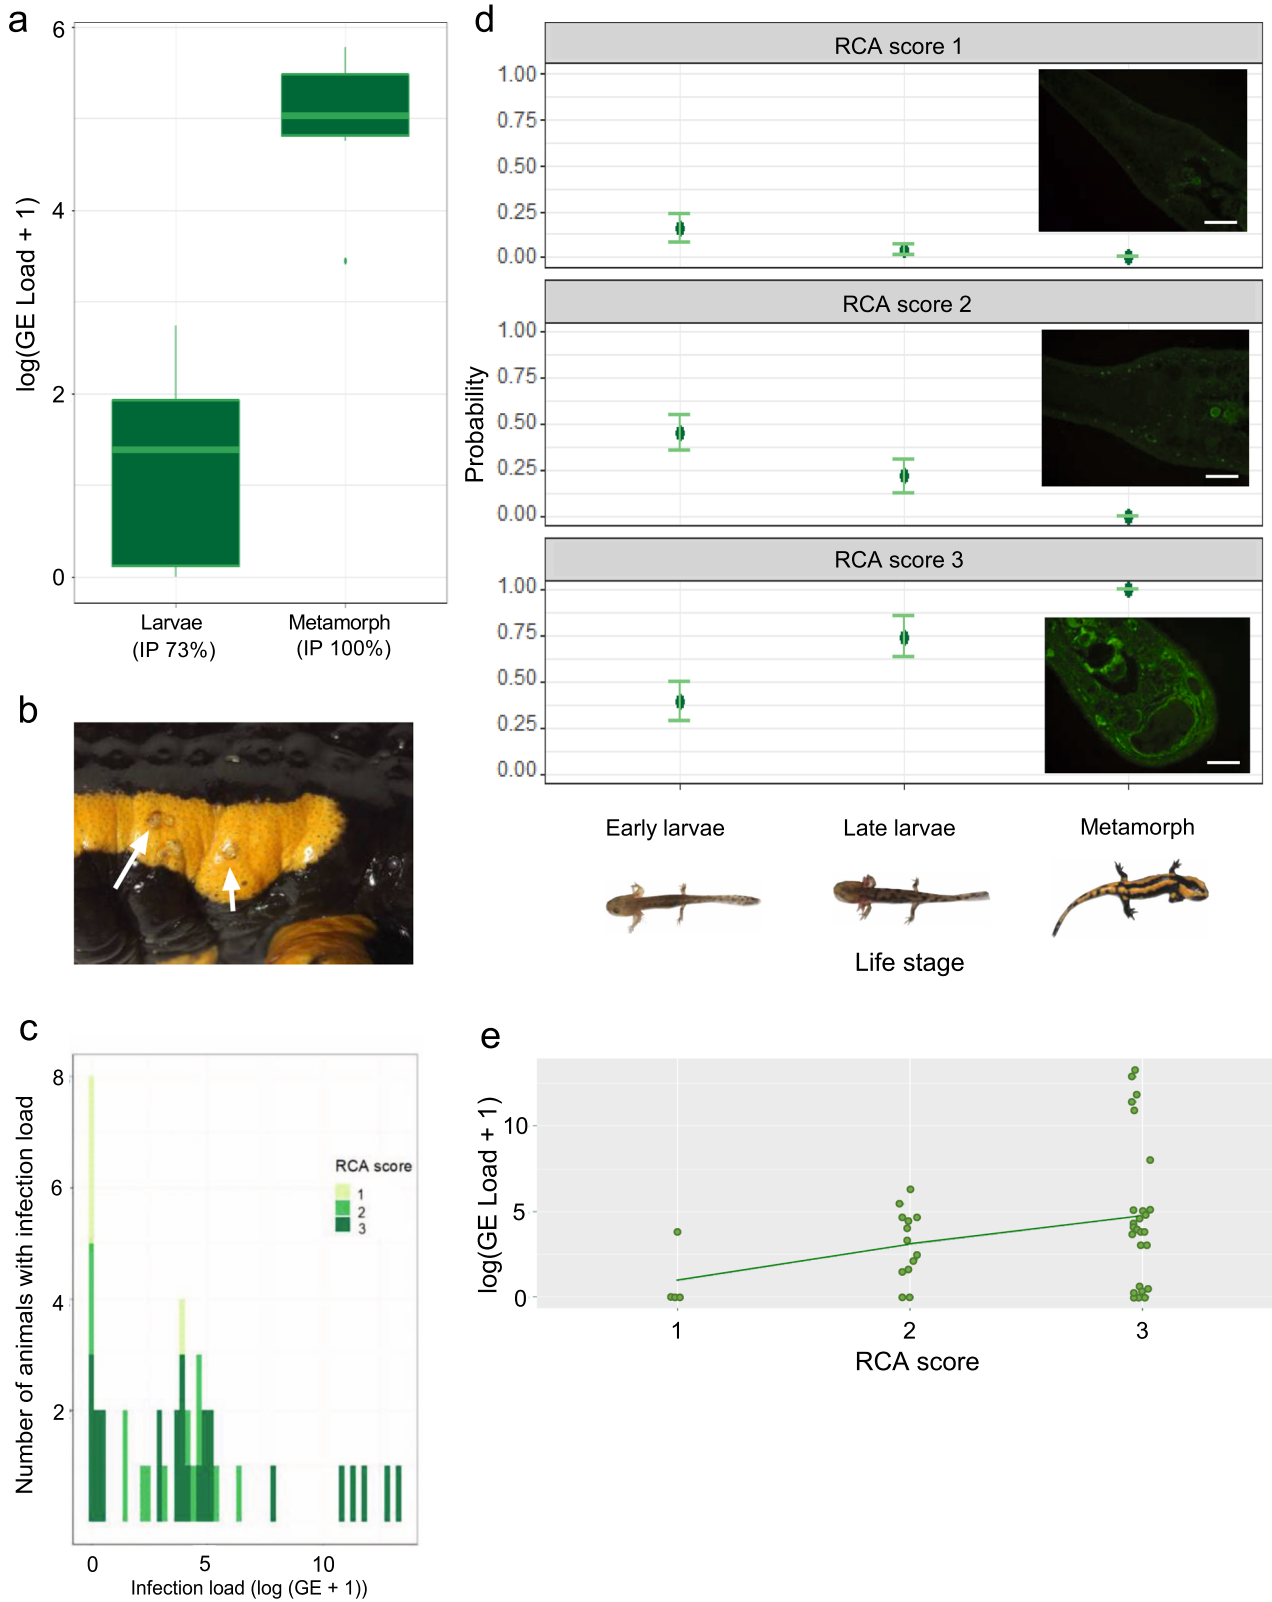 a
6
4
2
0
log(GE Load + 1)
Larvae
(IP 73%)
Metamorph
(IP 100%)
b
c
8
6
4
2
Number of animals with infection load
RCA score
1
2
3
0
5
10
Infection load (log (GE + 1))
d
RCA score 1
1.00
0.75
0.50
0.25
0.00
RCA score 2
1.00
0.75
0.50
0.25
0.00
RCA score 3
1.00
0.75
0.50
0.25
0.00
Probability
Early larvae
Late larvae
Metamorph
Life stage
e
10
5
0
log(GE Load + 1)
1
2
3
RCA score